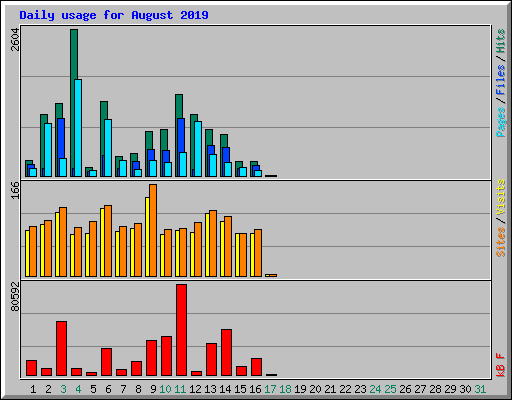 Daily usage for August 2019
2604
Pages / Files / Hits
166
Sites / Visits
80592
kB F
1 2 3 4 5 6 7 8 9 10 11 12 13 14 15 16 17 18 19 20 21 22 23 24 25 26 27 28 29 30 31